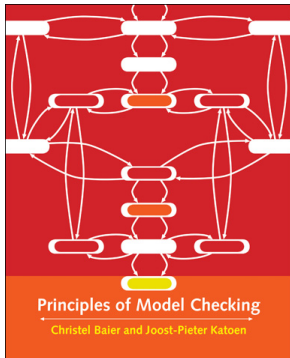 Principles of Model Checking
Christel Baier and Joost-Pieter Katoen